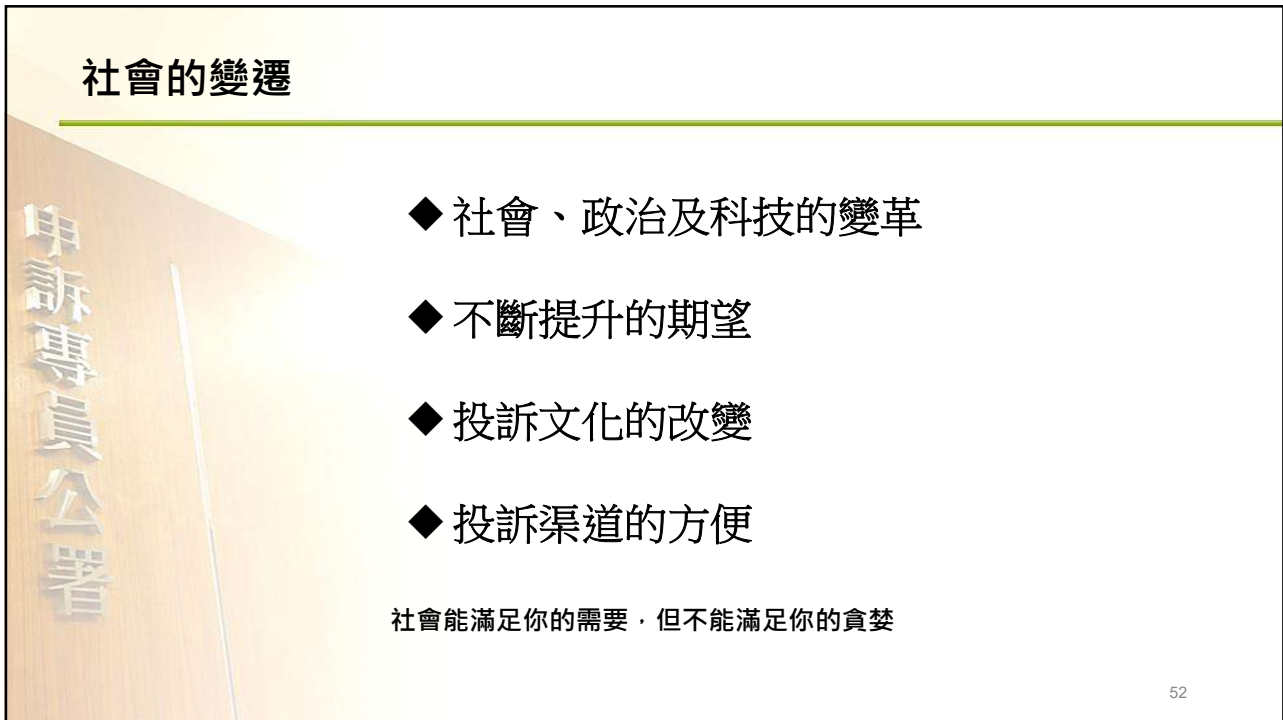 社會的變遷
申訴專員公署
◆社會、政治及科技的變革
◆不斷提升的期望
◆投訴文化的改變
◆投訴渠道的方便
社會能滿足你的需要，但不能滿足你的貪婪
52